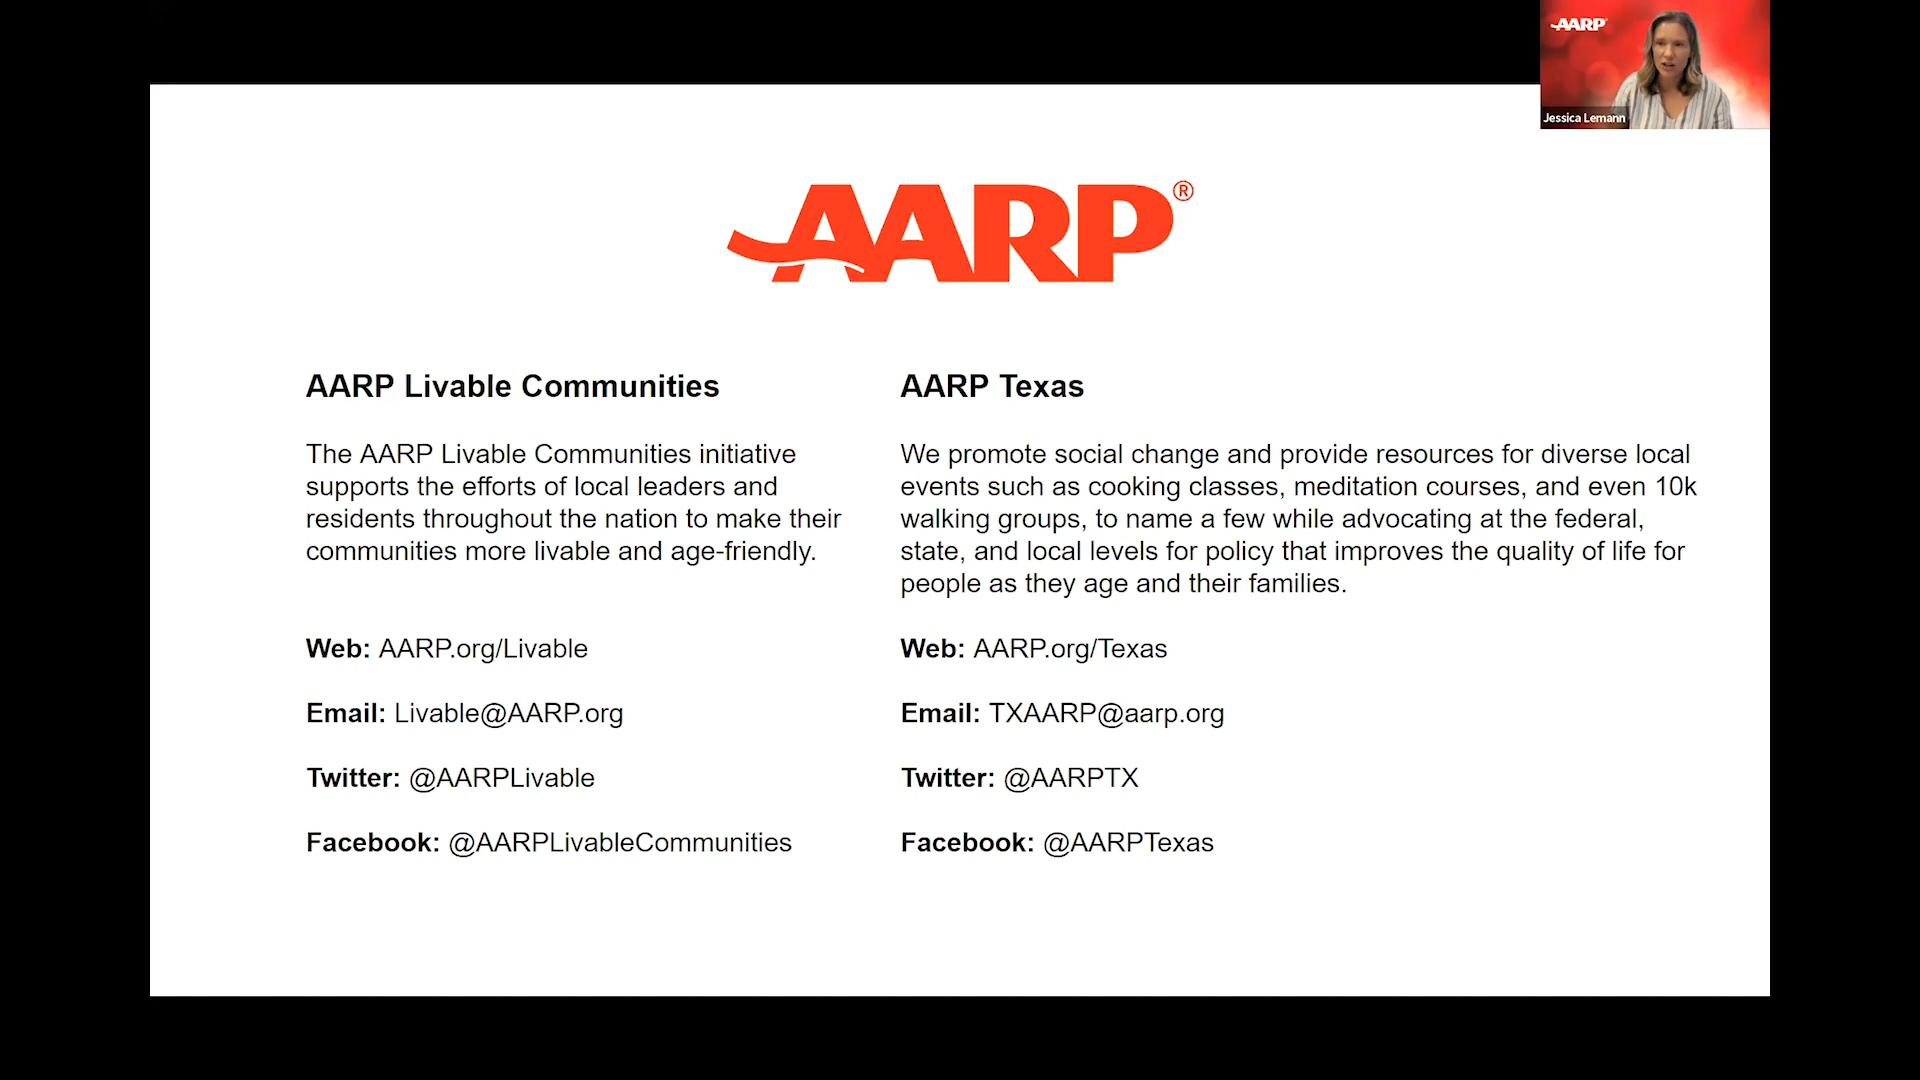 AARP
Jessica Lemann
AARP®
AARP Livable Communities
The AARP Livable Communities initiative
supports the efforts of local leaders and
residents throughout the nation to make their
communities more livable and age-friendly.
Web: AARP.org/Livable
Email: Livable@AARP.org
Twitter: @AARPLivable
Facebook: @AARPLivableCommunities
AARP Texas
We promote social change and provide resources for diverse local
events such as cooking classes, meditation courses, and even 10k
walking groups, to name a few while advocating at the federal,
state, and local levels for policy that improves the quality of life for
people as they age and their families.
Web: AARP.org/Texas
Email: TXAARP@aarp.org
Twitter: @AARPTX
Facebook: @AARPTexas